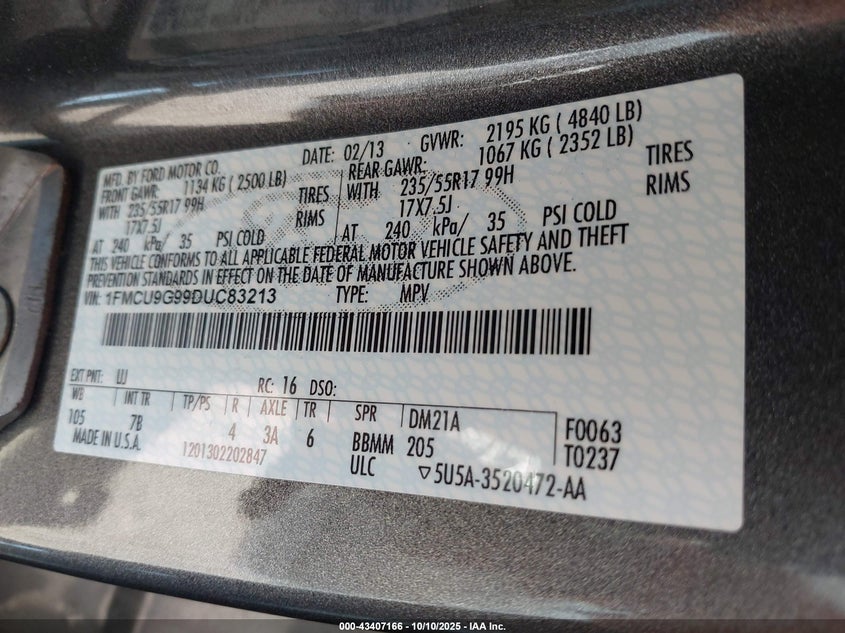 MFD. BY FORD MOTOR CO.
DATE: 02/13 GVWR: 2195 KG ( 4840 LB)
FRONT GAWR: 1134 KG ( 2500 LB)
REAR GAWR: 1067 KG ( 2352 LB)
WITH 235/55R17 99H TIRES
WITH 235/55R17 99H TIRES
17X7.5J RIMS
17X7.5J RIMS
AT 240 kPa/ 35 PSI COLD
AT 240 kPa/ 35 PSI COLD
THIS VEHICLE CONFORMS TO ALL APPLICABLE FEDERAL MOTOR VEHICLE SAFETY AND THEFT
PREVENTION STANDARDS IN EFFECT ON THE DATE OF MANUFACTURE SHOWN ABOVE.
VIN: 1FMCU9G99DUC83213 TYPE: MPV
EXT PNT: UJ RC: 16 DSO:
WB INT TR TP/PS R AXLE TR SPR DM21A F0063
105 7B 4 3A 6 BBMM 205 T0237
MADE IN U.S.A. 1201302202847 ULC ▽5U5A-3520472-AA
000-43407166 - 10/10/2025 - IAA Inc.